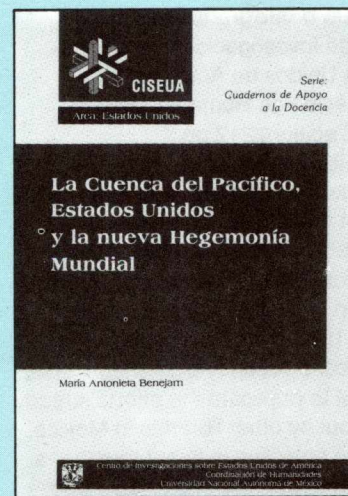 CISEUA
Area: Estados Unidos
Serie:
Cuadernos de Apoyo
a la Docencia
La Cuenca del Pacífico,
Estados Unidos
y la nueva Hegemonía
Mundial
María Antonieta Benejam
Centro de Investigaciones sobre Estados Unidos de América
Coordinación de Humanidades
Universidad Nacional Autónoma de México